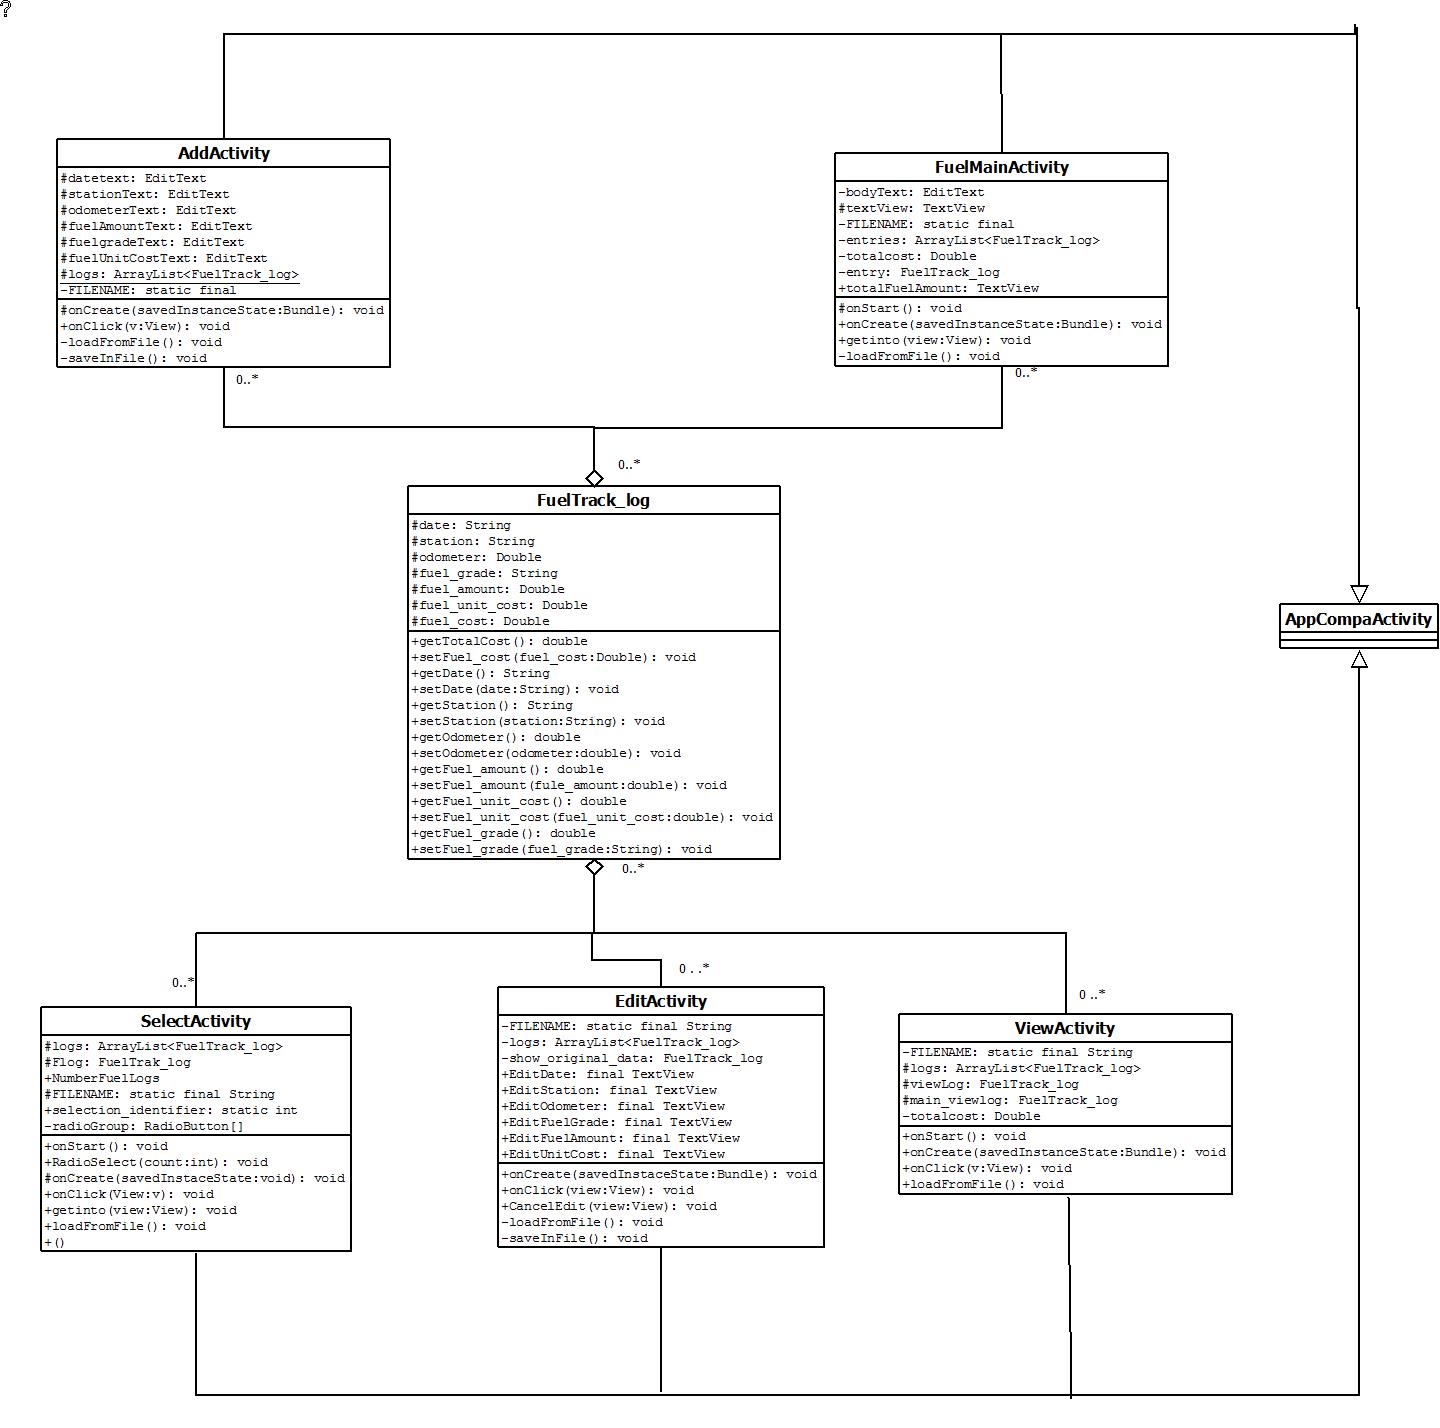 ?
AddActivity
#datetext: EditText
#stationText: EditText
#odometerText: EditText
#fuelAmountText: EditText
#fuelgradeText: EditText
#fuelUnitCostText: EditText
#logs: ArrayList<FuelTrack_log>
-FILENAME: static final
#onCreate(savedInstanceState:Bundle): void
+onClick(v:View): void
-loadFromFile(): void
-saveInFile(): void
0..*
FuelMainActivity
-bodyText: EditText
#textView: TextView
-FILENAME: static final
-entries: ArrayList<FuelTrack_log>
-totalcost: Double
-entry: FuelTrack_log
+totalFuelAmount: TextView
#onStart(): void
+onCreate(savedInstanceState:Bundle): void
+getinto(view:View): void
-loadFromFile(): void
0..*
0..*
FuelTrack_log
#date: String
#station: String
#odometer: Double
#fuel_grade: String
#fuel_amount: Double
#fuel_unit_cost: Double
#fuel_cost: Double
+getTotalCost(): double
+setFuel_cost(fuel_cost:Double): void
+getDate(): String
+setDate(date:String): void
+getStation(): String
+setStation(station:String): void
+getOdometer(): double
+setOdometer(odometer:double): void
+getFuel_amount(): double
+setFuel_amount(fule_amount:double): void
+getFuel_unit_cost(): double
+setFuel_unit_cost(fuel_unit_cost:double): void
+getFuel_grade(): double
+setFuel_grade(fuel_grade:String): void
0..*
AppCompaActivity
0..*
SelectActivity
#logs: ArrayList<FuelTrack_log>
#Flog: FuelTrak_log
+NumberFuelLogs
#FILENAME: static final String
+selection_identifier: static int
-radioGroup: RadioButton[]
+onStart(): void
+RadioSelect(count:int): void
#onCreate(savedInstaceState:void): void
+onClick(View:v): void
+getinto(view:View): void
+loadFromFile(): void
+()
0 ..*
EditActivity
-FILENAME: static final String
-logs: ArrayList<FuelTrack_log>
-show_original_data: FuelTrack_log
+EditDate: final TextView
+EditStation: final TextView
+EditOdometer: final TextView
+EditFuelGrade: final TextView
+EditFuelAmount: final TextView
+EditUnitCost: final TextView
+onCreate(savedInstaceState:Bundle): void
+onClick(view:View): void
+CancelEdit(view:View): void
-loadFromFile(): void
-saveInFile(): void
0 ..*
ViewActivity
-FILENAME: static final String
#logs: ArrayList<FuelTrack_log>
#viewLog: FuelTrack_log
#main_viewlog: FuelTrack_log
-totalcost: Double
+onStart(): void
+onCreate(savedInstanceState:Bundle): void
+onClick(v:View): void
+loadFromFile(): void